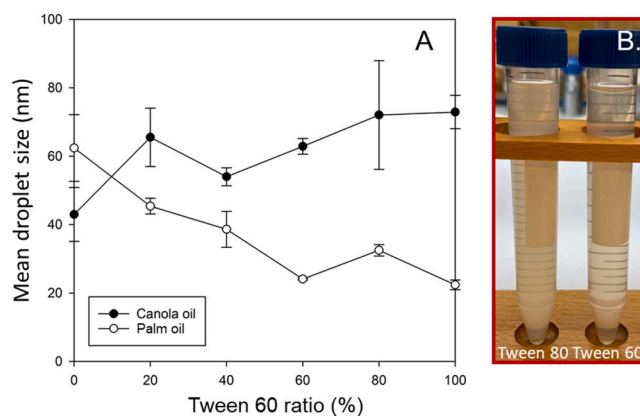 A
B.
Mean droplet size (nm)
100
80
60
40
20
0
Canola oil
Palm oil
0 20 40 60 80 100
Tween 60 ratio (%)
Tween 80 Tween 60